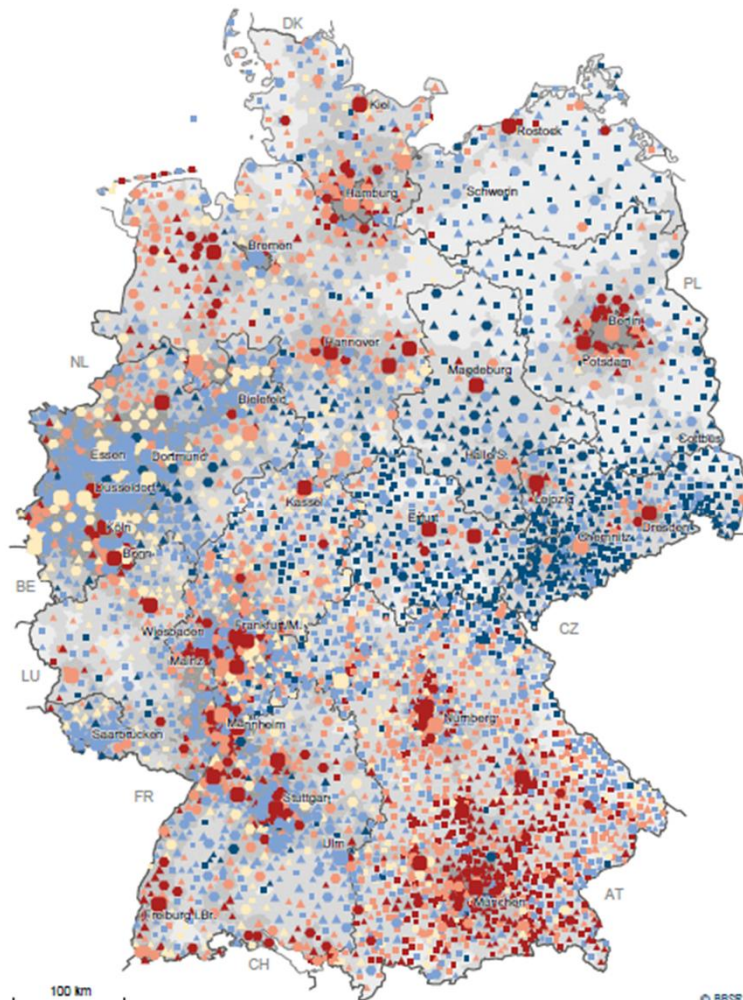 DK
Kiel
Rostock
Hamburg
Schwerin
Bremen
PL
Berlin
Hannover
Potsdam
NL
Magdeburg
Bielefeld
Cottbus
Essen
Dortmund
Halle/S.
Düsseldorf
Leipzig
Kassel
Köln
Erfurt
Dresden
Chemnitz
Bonn
BE
Wiesbaden
Frankfurt/M.
CZ
Mainz
LU
Mannheim
Nürnberg
Saarbrücken
FR
Stuttgart
Ulm
AT
München
Freiburg i.Br.
CH
100 km
© BBSR